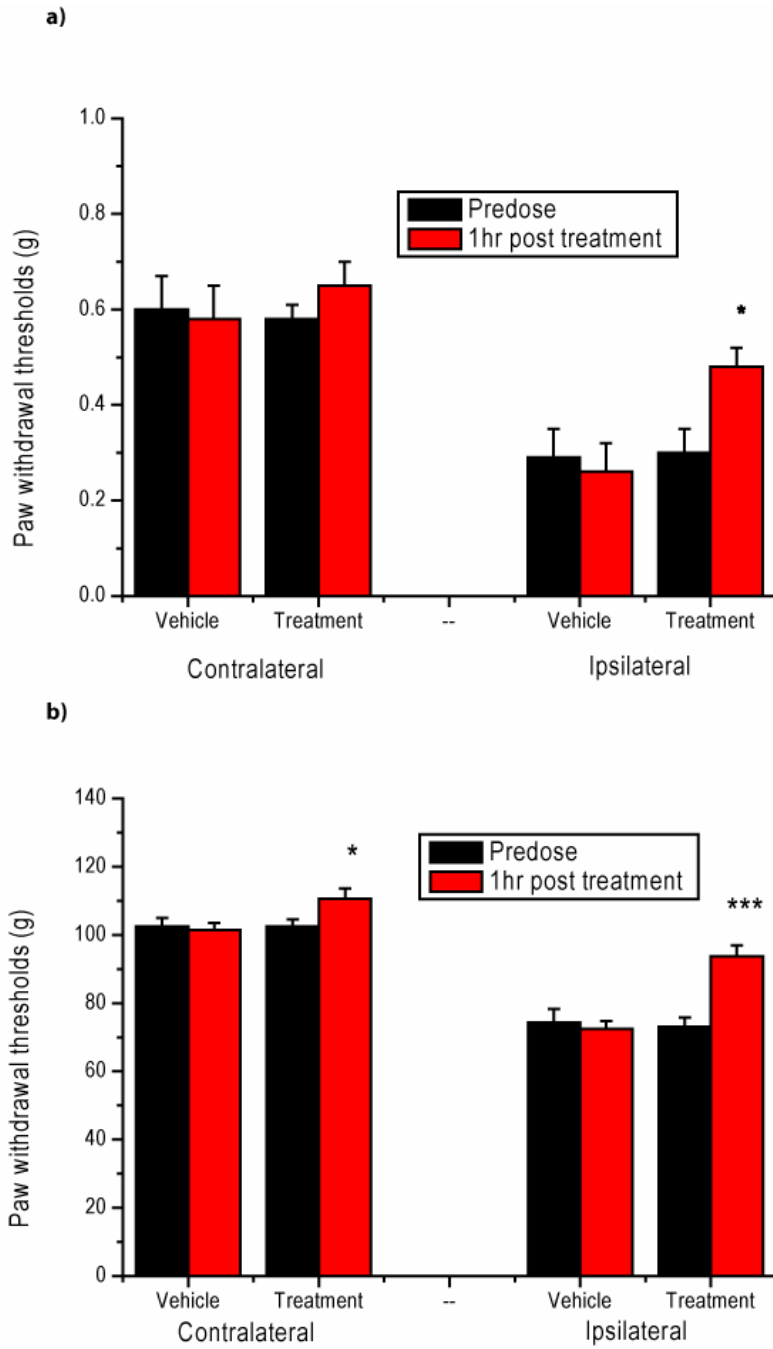 a)
1.0
0.8
0.6
0.4
0.2
0.0
Paw withdrawal thresholds (g)
Predose
1hr post treatment
*
Vehicle Treatment -- Vehicle Treatment
Contralateral Ipsilateral
b)
140
120
100
80
60
40
20
0
Paw withdrawal thresholds (g)
Predose
1hr post treatment
*
***
Vehicle Treatment -- Vehicle Treatment
Contralateral Ipsilateral